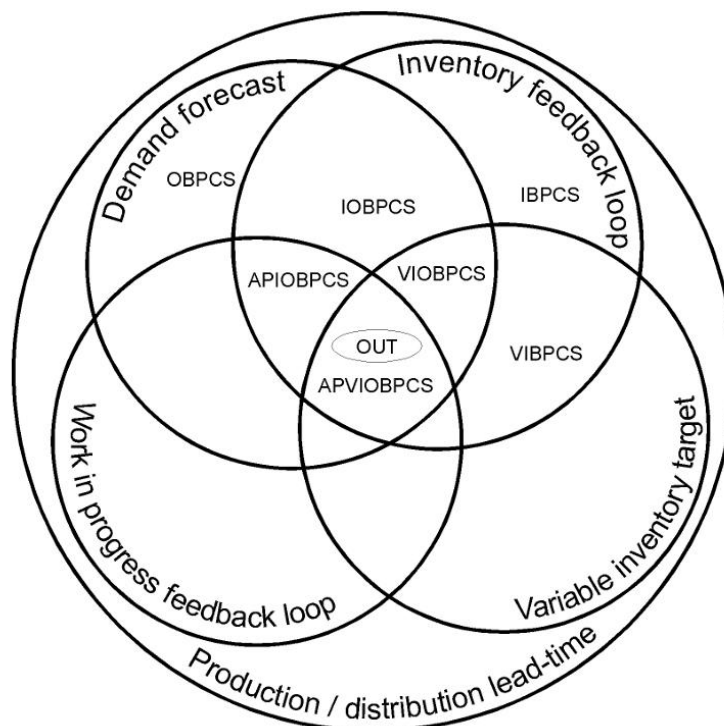 Demand forecast
Inventory feedback loop
OBPCS
IOBPCS
IBPCS
APIOBPCS
VIOBPCS
OUT
VIBPCS
APVIOBPCS
Work in progress feedback loop
Variable inventory target
Production / distribution lead-time